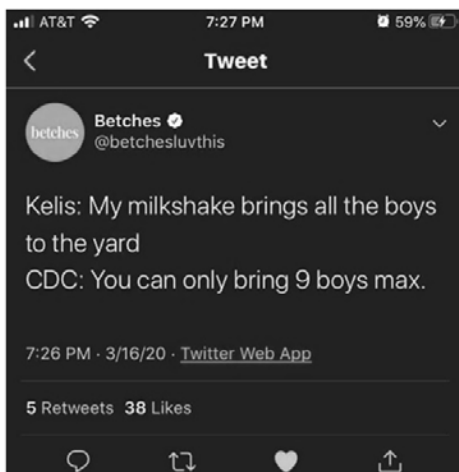 AT&T 7:27 PM 59%
Tweet
betches
Betches
@betchesluvthis
Kelis: My milkshake brings all the boys
to the yard
CDC: You can only bring 9 boys max.
7:26 PM · 3/16/20 · Twitter Web App
5 Retweets 38 Likes